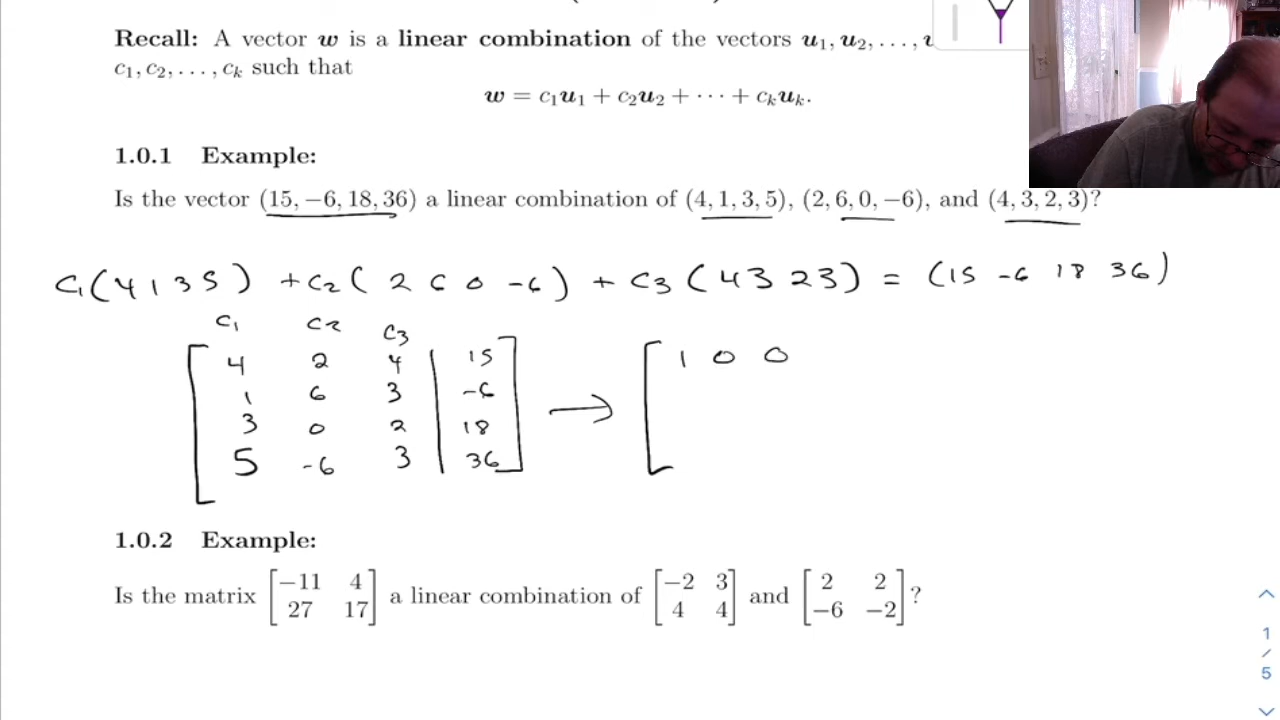 Recall: A vector w is a linear combination of the vectors u₁, u₂, . . . ,
c₁, c₂, . . . , cₖ such that
w = c₁u₁ + c₂u₂ + · · · + cₖuₖ.
1.0.1 Example:
Is the vector (15, −6, 18, 36) a linear combination of (4, 1, 3, 5), (2, 6, 0, −6), and (4, 3, 2, 3)?
C₁(4 1 3 5) + C₂(2 6 0 -6) + C₃(4 3 2 3) = (15 -6 18 36)
C₁ C₂ C₃
4 2 4 | 15 → [ 1 0 0
1 6 3 | -6
3 0 2 | 18
5 -6 3 | 36
1.0.2 Example:
Is the matrix [−11 4; 27 17] a linear combination of [−2 3; 4 4] and [2 2; −6 −2]?
1
/
5